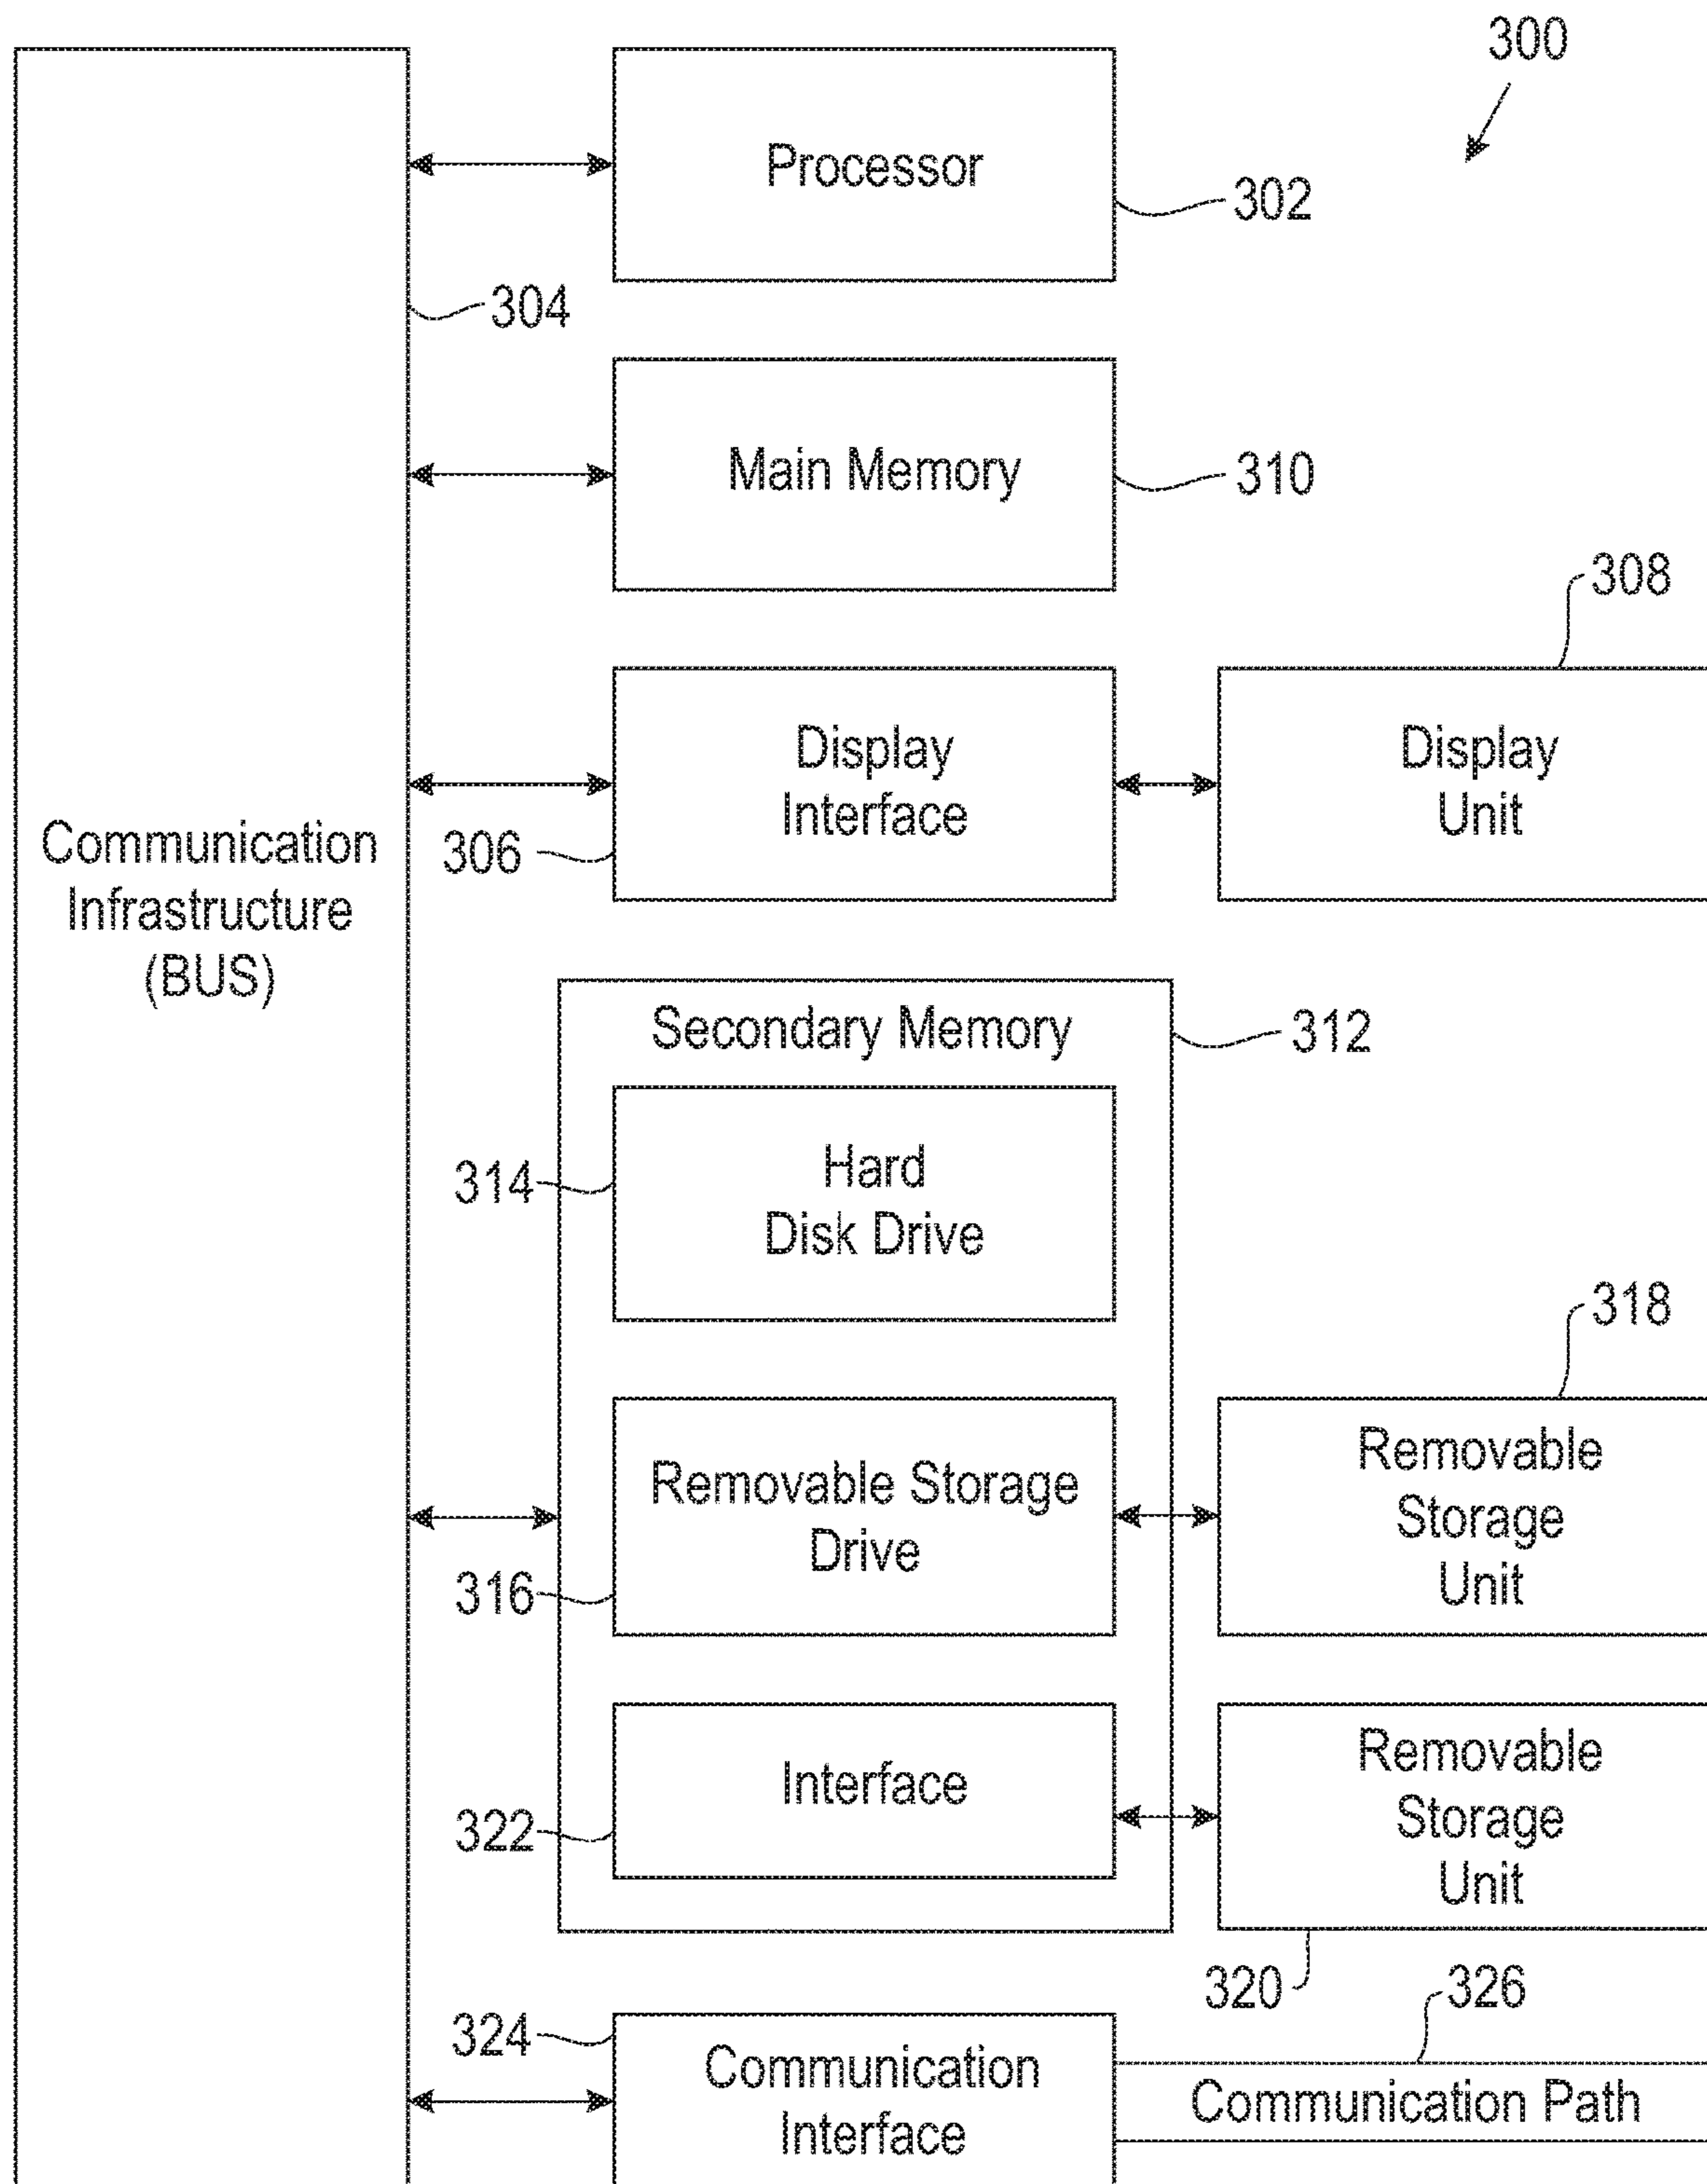 300
Processor
302
304
Main Memory
310
308
Display
Interface
306
Display
Unit
Communication
Infrastructure
(BUS)
Secondary Memory
312
Hard
Disk Drive
314
318
Removable Storage
Drive
316
Removable
Storage
Unit
Interface
322
Removable
Storage
Unit
320
326
324
Communication
Interface
Communication Path